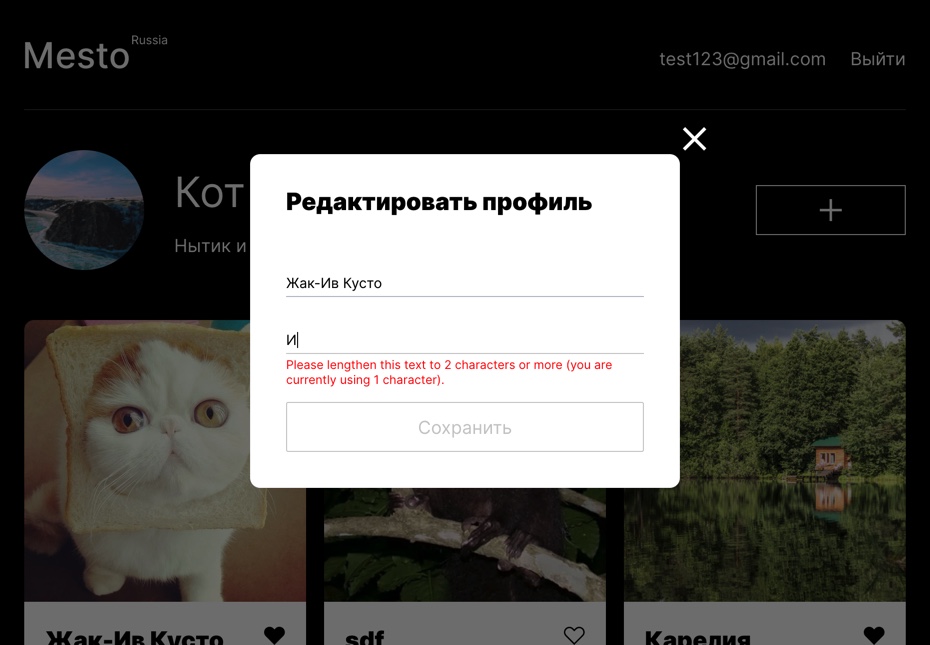 Mesto
Russia
test123@gmail.com
Выйти
Кот
Нытик и
Редактировать профиль
Жак-Ив Кусто
И
Please lengthen this text to 2 characters or more (you are
currently using 1 character).
Сохранить
Жак-Ив Кусто
sdf
Карелия